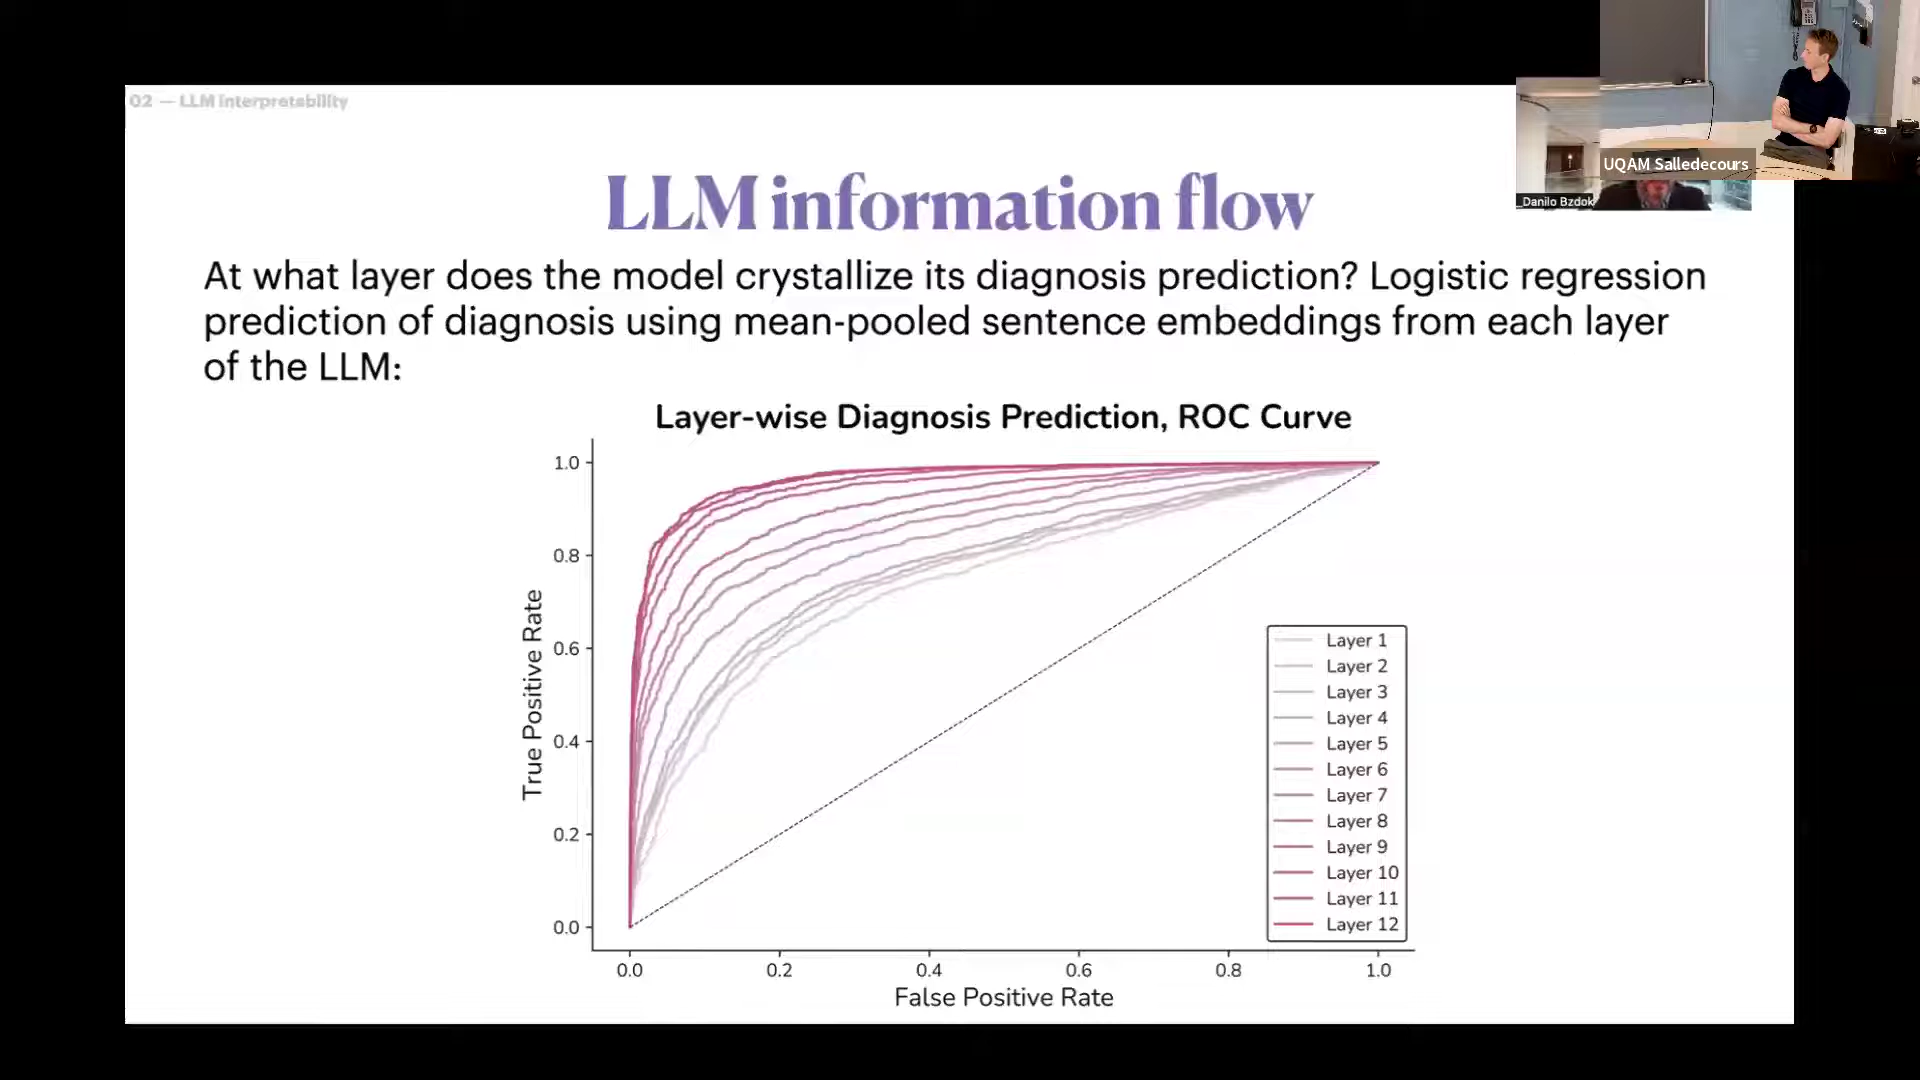 02 — LLM interpretability
UQAM Salledecours
Danilo Bzdok
LLM information flow
At what layer does the model crystallize its diagnosis prediction? Logistic regression
prediction of diagnosis using mean-pooled sentence embeddings from each layer
of the LLM:
Layer-wise Diagnosis Prediction, ROC Curve
True Positive Rate
1.0
0.8
0.6
0.4
0.2
0.0
Layer 1
Layer 2
Layer 3
Layer 4
Layer 5
Layer 6
Layer 7
Layer 8
Layer 9
Layer 10
Layer 11
Layer 12
0.0 0.2 0.4 0.6 0.8 1.0
False Positive Rate